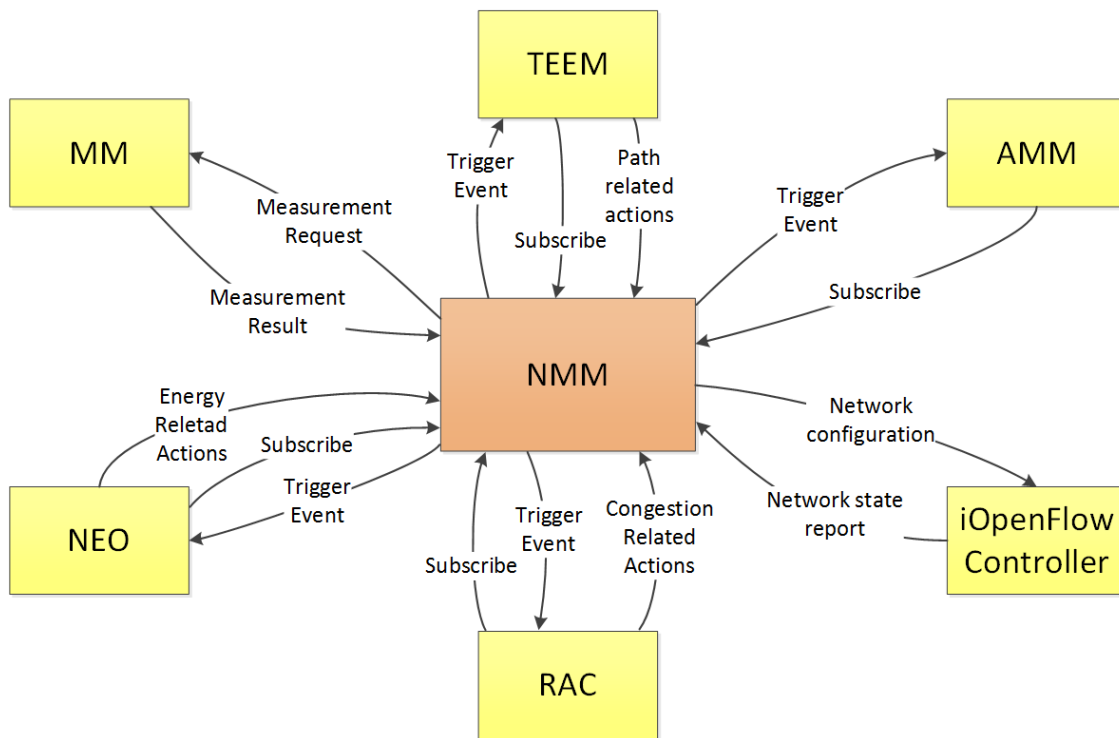 TEEM
MM
AMM
Trigger
Event
Path
related
actions
Subscribe
Measurement
Request
Trigger
Event
Measurement
Result
Subscribe
NMM
Energy
Reletad
Actions
Subscribe
Trigger
Event
Network
configuration
NEO
Network state
report
iOpenFlow
Controller
Subscribe
Trigger
Event
Congestion
Related
Actions
RAC